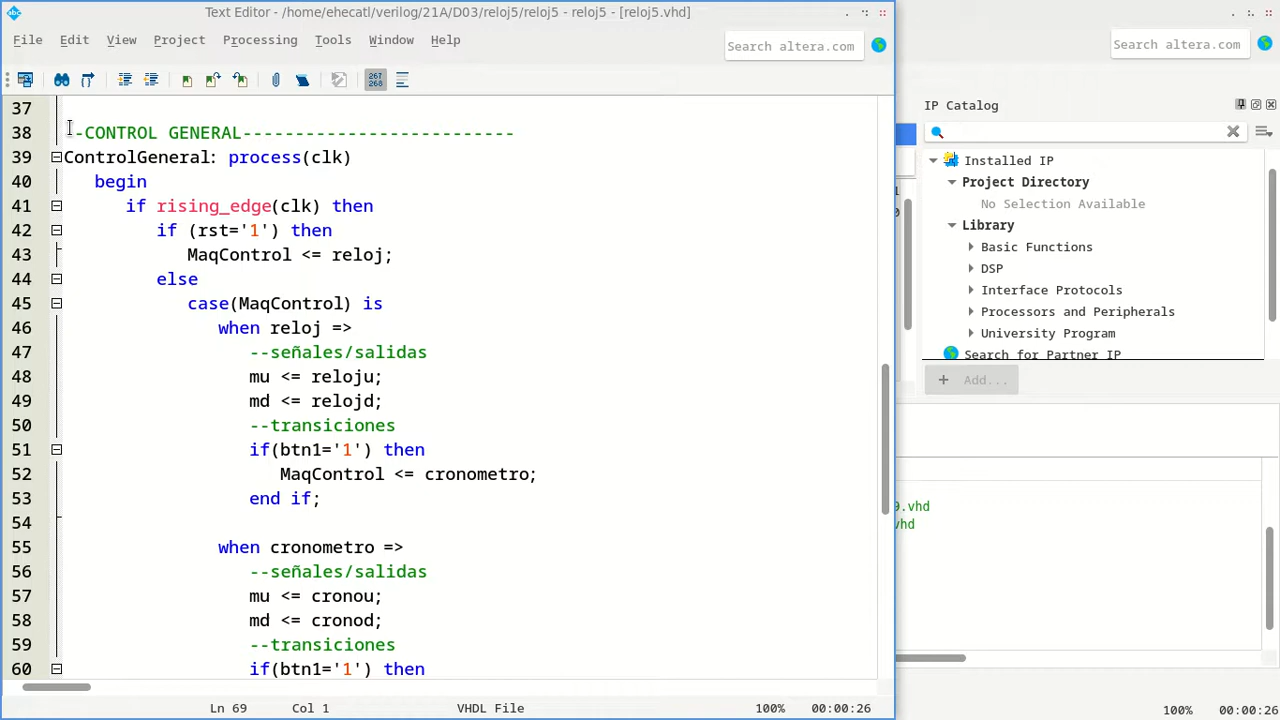 Text Editor - /home/ehecatl/verilog/21A/D03/reloj5/reloj5 - reloj5 - [reloj5.vhd]
File Edit View Project Processing Tools Window Help
Search altera.com
Search altera.com
267
268
37
38 --CONTROL GENERAL--------------------------
39 ControlGeneral: process(clk)
40 begin
41 if rising_edge(clk) then
42 if (rst='1') then
43 MaqControl <= reloj;
44 else
45 case(MaqControl) is
46 when reloj =>
47 --señales/salidas
48 mu <= reloju;
49 md <= relojd;
50 --transiciones
51 if(btn1='1') then
52 MaqControl <= cronometro;
53 end if;
54
55 when cronometro =>
56 --señales/salidas
57 mu <= cronou;
58 md <= cronod;
59 --transiciones
60 if(btn1='1') then
Ln 69 Col 1 VHDL File 100% 00:00:26
IP Catalog
Installed IP
Project Directory
No Selection Available
Library
Basic Functions
DSP
Interface Protocols
Processors and Peripherals
University Program
Search for Partner IP
+ Add...
9.vhd
vhd
100% 00:00:26